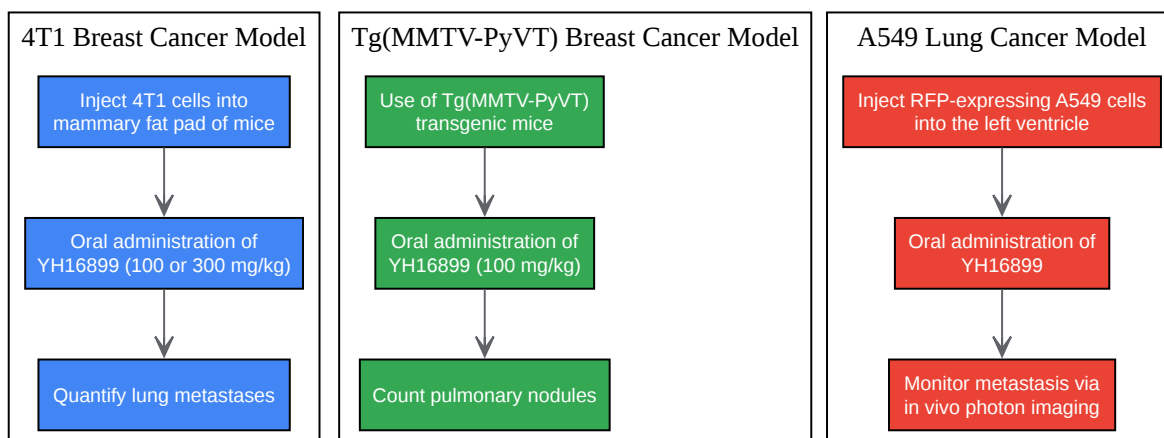 4T1 Breast Cancer Model
Inject 4T1 cells into
mammary fat pad of mice
Oral administration of
YH16899 (100 or 300 mg/kg)
Quantify lung metastases
Tg(MMTV-PyVT) Breast Cancer Model
Use of Tg(MMTV-PyVT)
transgenic mice
Oral administration of
YH16899 (100 mg/kg)
Count pulmonary nodules
A549 Lung Cancer Model
Inject RFP-expressing A549 cells
into the left ventricle
Oral administration of
YH16899
Monitor metastasis via
in vivo photon imaging